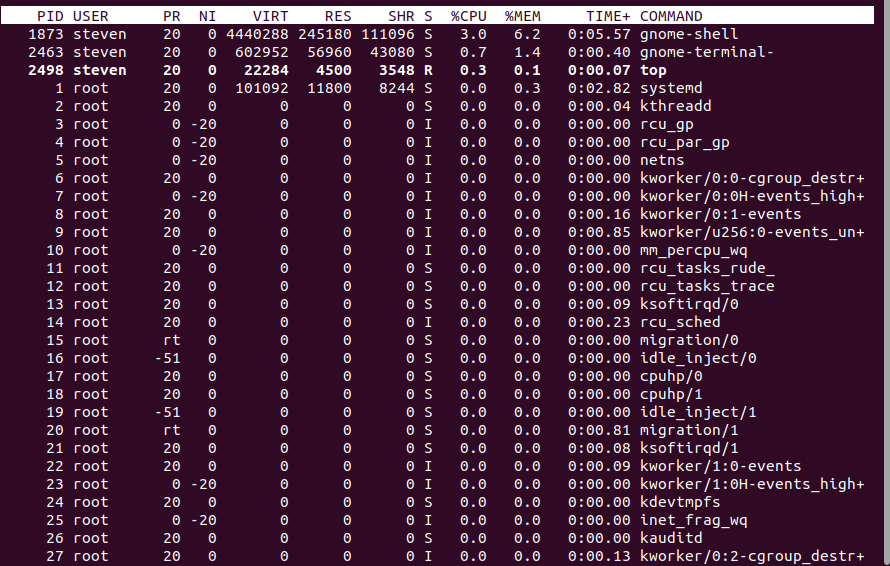 PID USER PR NI VIRT RES SHR S %CPU %MEM TIME+ COMMAND
1873 steven 20 0 4440288 245180 111096 S 3.0 6.2 0:05.57 gnome-shell
2463 steven 20 0 602952 56960 43080 S 0.7 1.4 0:00.40 gnome-terminal-
2498 steven 20 0 22284 4500 3548 R 0.3 0.1 0:00.07 top
1 root 20 0 101092 11800 8244 S 0.0 0.3 0:02.82 systemd
2 root 20 0 0 0 0 S 0.0 0.0 0:00.04 kthreadd
3 root 0 -20 0 0 0 I 0.0 0.0 0:00.00 rcu_gp
4 root 0 -20 0 0 0 I 0.0 0.0 0:00.00 rcu_par_gp
5 root 0 -20 0 0 0 I 0.0 0.0 0:00.00 netns
6 root 20 0 0 0 0 I 0.0 0.0 0:00.00 kworker/0:0-cgroup_destr+
7 root 0 -20 0 0 0 I 0.0 0.0 0:00.00 kworker/0:0H-events_high+
8 root 20 0 0 0 0 I 0.0 0.0 0:00.16 kworker/0:1-events
9 root 20 0 0 0 0 I 0.0 0.0 0:00.85 kworker/u256:0-events_un+
10 root 0 -20 0 0 0 I 0.0 0.0 0:00.00 mm_percpu_wq
11 root 20 0 0 0 0 S 0.0 0.0 0:00.00 rcu_tasks_rude_
12 root 20 0 0 0 0 S 0.0 0.0 0:00.00 rcu_tasks_trace
13 root 20 0 0 0 0 S 0.0 0.0 0:00.09 ksoftirqd/0
14 root 20 0 0 0 0 I 0.0 0.0 0:00.23 rcu_sched
15 root rt 0 0 0 0 S 0.0 0.0 0:00.00 migration/0
16 root -51 0 0 0 0 S 0.0 0.0 0:00.00 idle_inject/0
17 root 20 0 0 0 0 S 0.0 0.0 0:00.00 cpuhp/0
18 root 20 0 0 0 0 S 0.0 0.0 0:00.00 cpuhp/1
19 root -51 0 0 0 0 S 0.0 0.0 0:00.00 idle_inject/1
20 root rt 0 0 0 0 S 0.0 0.0 0:00.81 migration/1
21 root 20 0 0 0 0 S 0.0 0.0 0:00.08 ksoftirqd/1
22 root 20 0 0 0 0 I 0.0 0.0 0:00.09 kworker/1:0-events
23 root 0 -20 0 0 0 I 0.0 0.0 0:00.00 kworker/1:0H-events_high+
24 root 20 0 0 0 0 S 0.0 0.0 0:00.00 kdevtmpfs
25 root 0 -20 0 0 0 I 0.0 0.0 0:00.00 inet_frag_wq
26 root 20 0 0 0 0 S 0.0 0.0 0:00.00 kauditd
27 root 20 0 0 0 0 I 0.0 0.0 0:00.13 kworker/0:2-cgroup_destr+